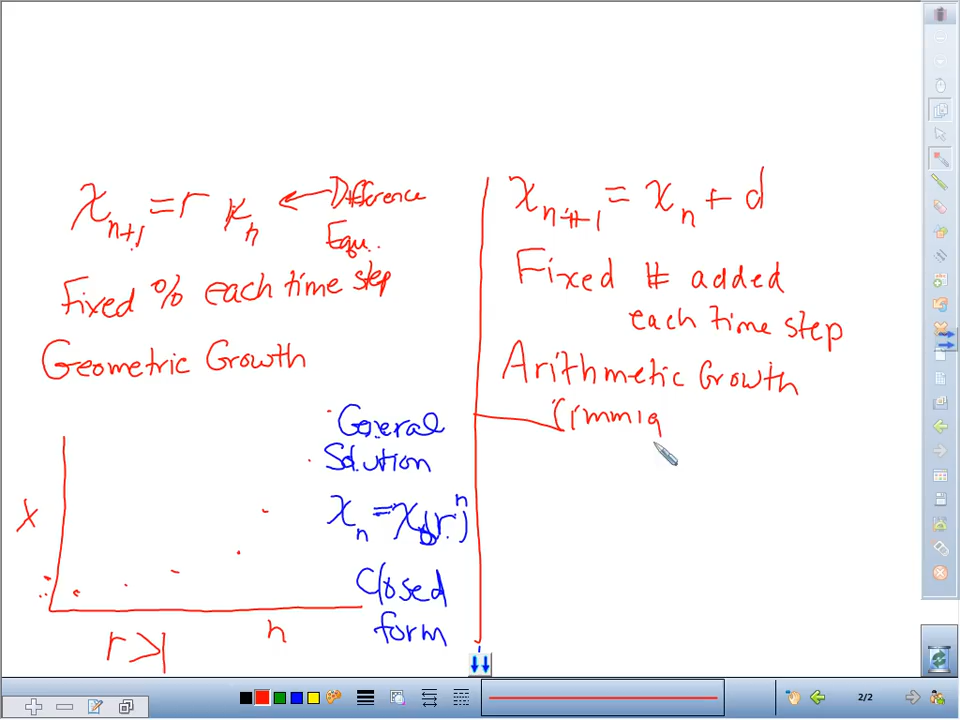 x_{n+1} = r x_n ← Difference
Equ..
Fixed % each time step
Geometric Growth
General
Solution
x_n = x_0(r)^n
Closed
form
x
n
r > 1
x_{n+1} = x_n + d
Fixed # added
each time step
Arithmetic Growth
(immig
2/2